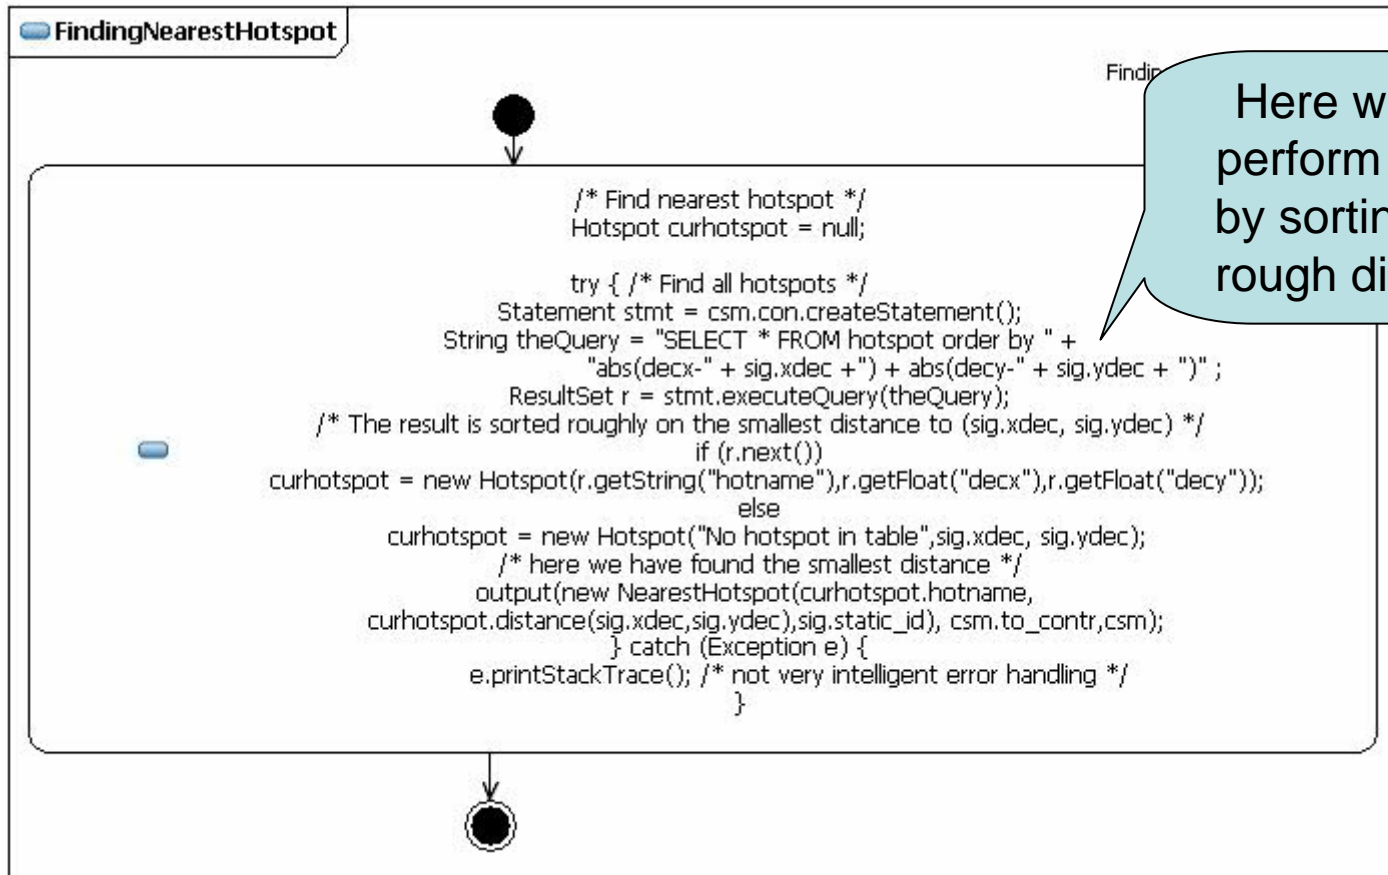 FindingNearestHotspot
Findin
Here w
perform
by sortin
rough di
/* Find nearest hotspot */
Hotspot curhotspot = null;
try { /* Find all hotspots */
Statement stmt = csm.con.createStatement();
String theQuery = "SELECT * FROM hotspot order by " +
"abs(decx-" + sig.xdec +") + abs(decy-" + sig.ydec + ")" ;
ResultSet r = stmt.executeQuery(theQuery);
/* The result is sorted roughly on the smallest distance to (sig.xdec, sig.ydec) */
if (r.next())
curhotspot = new Hotspot(r.getString("hotname"),r.getFloat("decx"),r.getFloat("decy"));
else
curhotspot = new Hotspot("No hotspot in table",sig.xdec, sig.ydec);
/* here we have found the smallest distance */
output(new NearestHotspot(curhotspot.hotname,
curhotspot.distance(sig.xdec,sig.ydec),sig.static_id), csm.to_contr,csm);
} catch (Exception e) {
e.printStackTrace(); /* not very intelligent error handling */
}